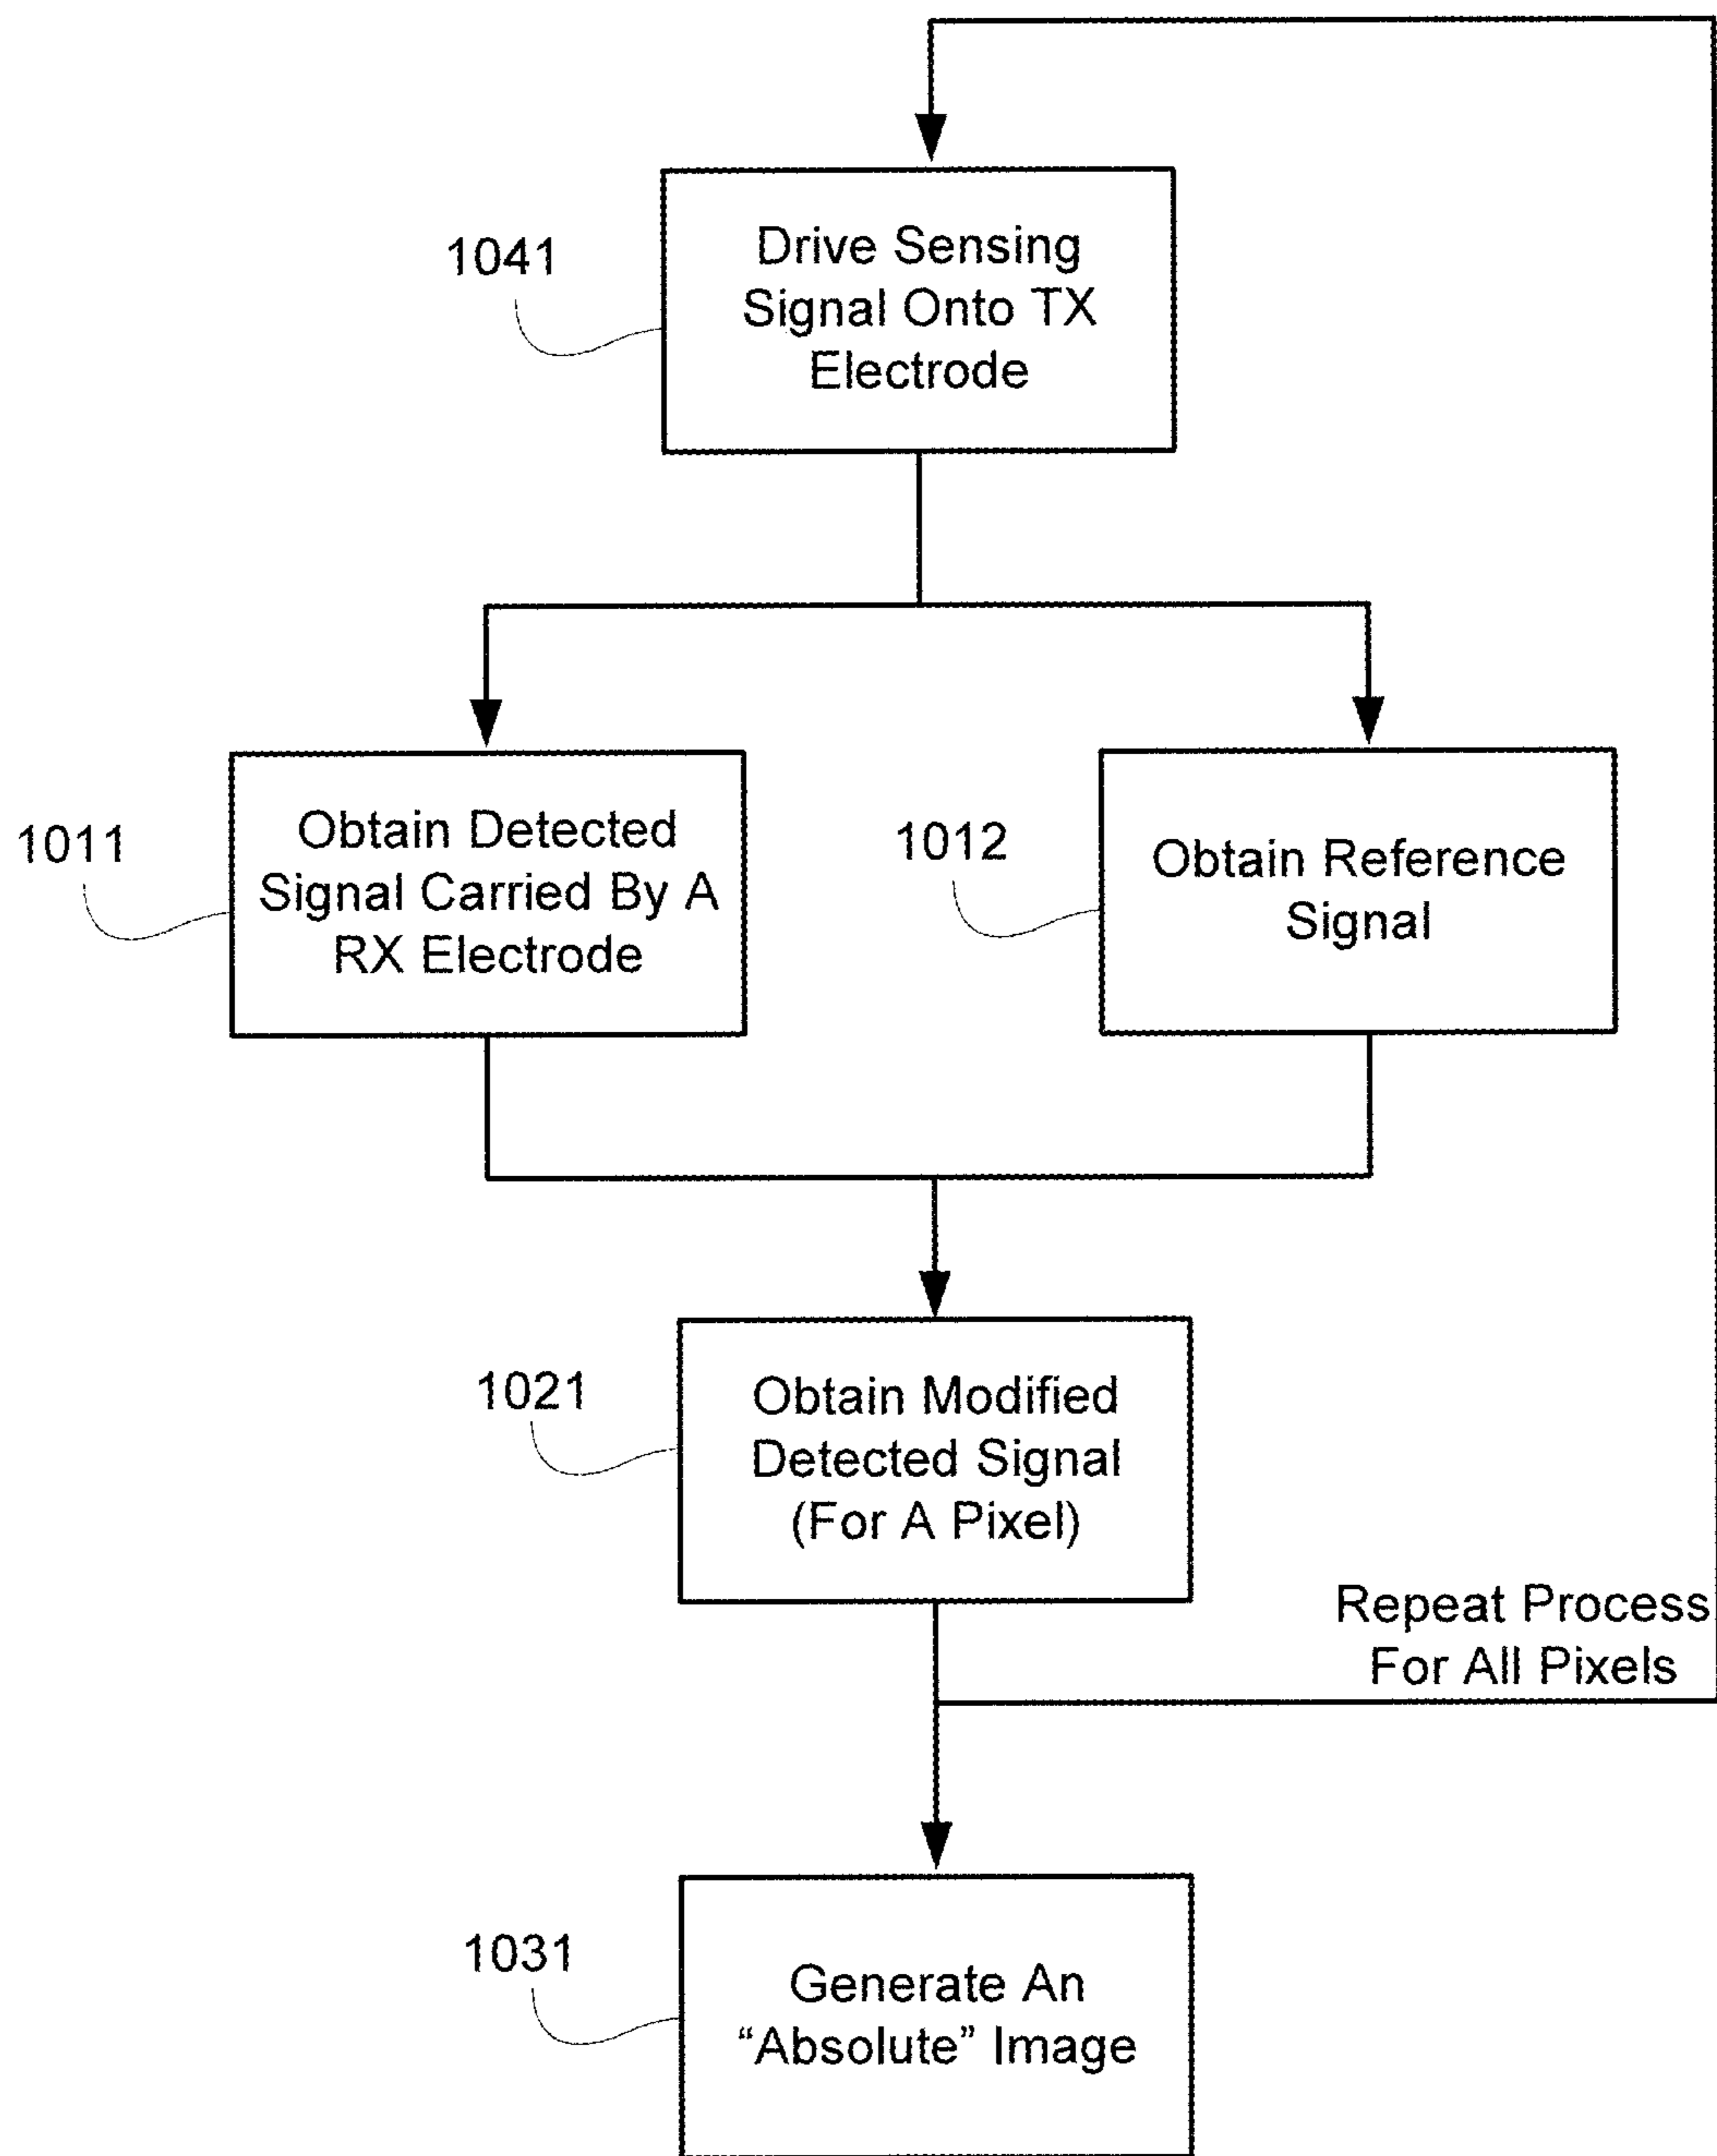 1041
Drive Sensing
Signal Onto TX
Electrode
1011
Obtain Detected
Signal Carried By A
RX Electrode
1012
Obtain Reference
Signal
1021
Obtain Modified
Detected Signal
(For A Pixel)
Repeat Process
For All Pixels
1031
Generate An
“Absolute” Image